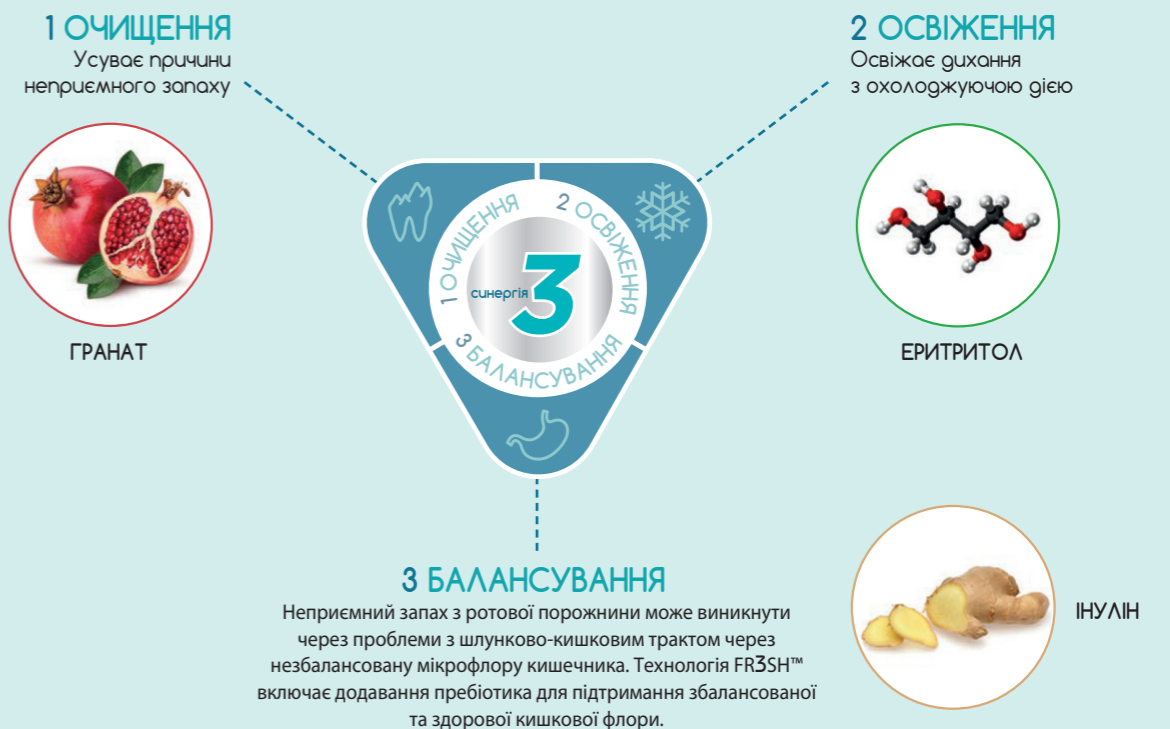 1 ОЧИЩЕННЯ
Усуває причини
неприємного запаху
2 ОСВІЖЕННЯ
Освіжає дихання
з охолоджуючою дією
ГРАНАТ
1 ОЧИЩЕННЯ
2 ОСВІЖЕННЯ
синергія 3
3 БАЛАНСУВАННЯ
ЕРИТРИТОЛ
3 БАЛАНСУВАННЯ
Неприємний запах з ротової порожнини може виникнути
через проблеми з шлунково-кишковим трактом через
незбалансовану мікрофлору кишечника. Технологія FR3SH™
включає додавання пребіотика для підтримання збалансованої
та здорової кишкової флори.
ІНУЛІН